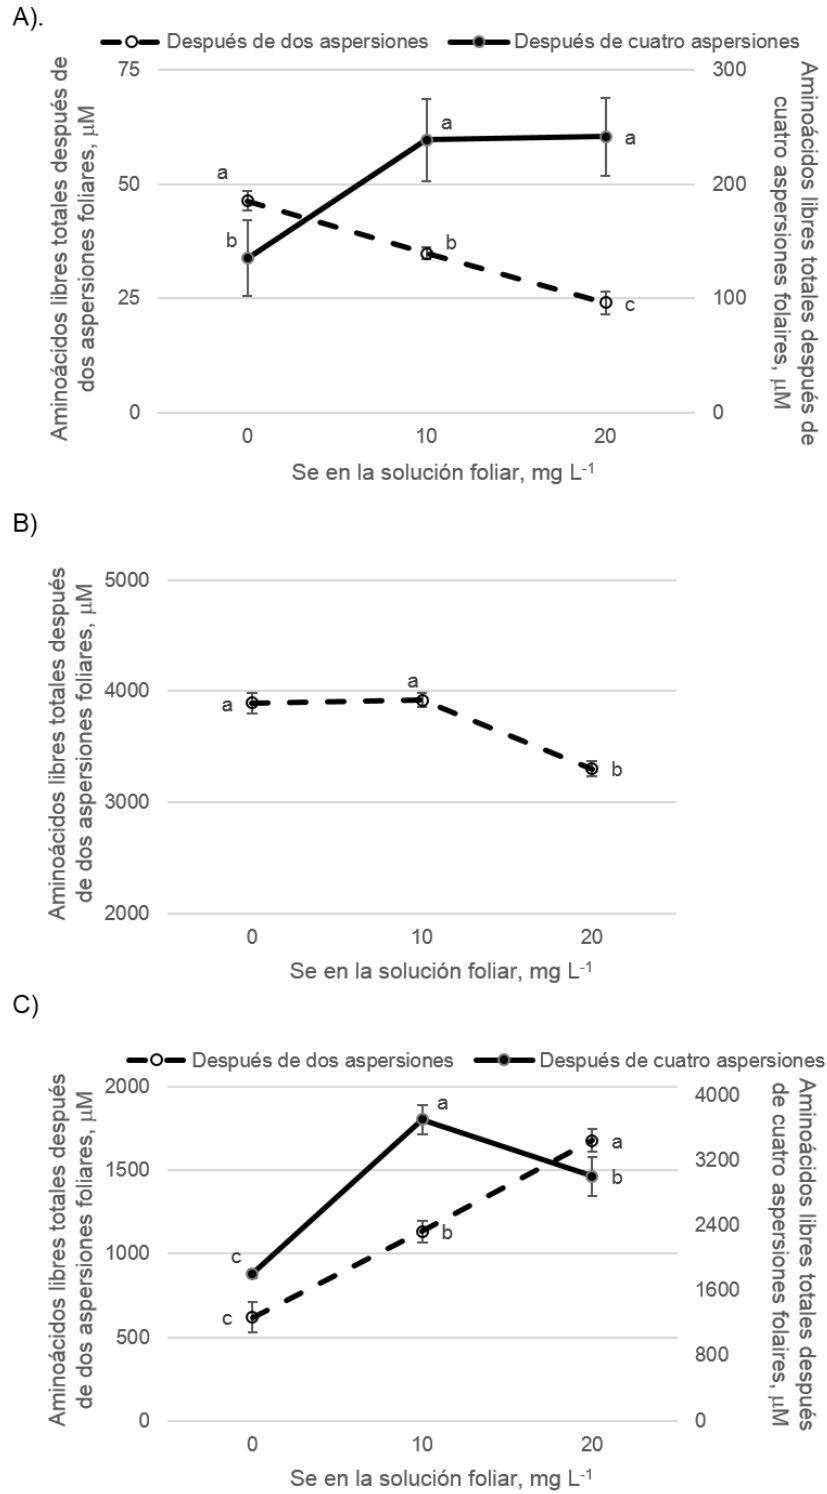 A).
Después de dos aspersiones
Después de cuatro aspersiones
Aminoácidos libres totales después de
dos aspersiones foliares, μM
75
50
25
0
300
200
100
0
Aminoácidos libres totales después de
cuatro aspersiones folaires, μM
a
b
c
b
a
a
0
10
20
Se en la solución foliar, mg L-1
B)
Aminoácidos libres totales después
de dos aspersiones foliares, μM
5000
4000
3000
2000
a
a
b
0
10
20
Se en la solución foliar, mg L-1
C)
Después de dos aspersiones
Después de cuatro aspersiones
Aminoácidos libres totales después
de dos aspersiones foliares, μM
2000
1500
1000
500
0
4000
3200
2400
1600
800
0
Aminoácidos libres totales después
de cuatro aspersiones folaires, μM
c
b
a
c
a
b
0
10
20
Se en la solución foliar, mg L-1